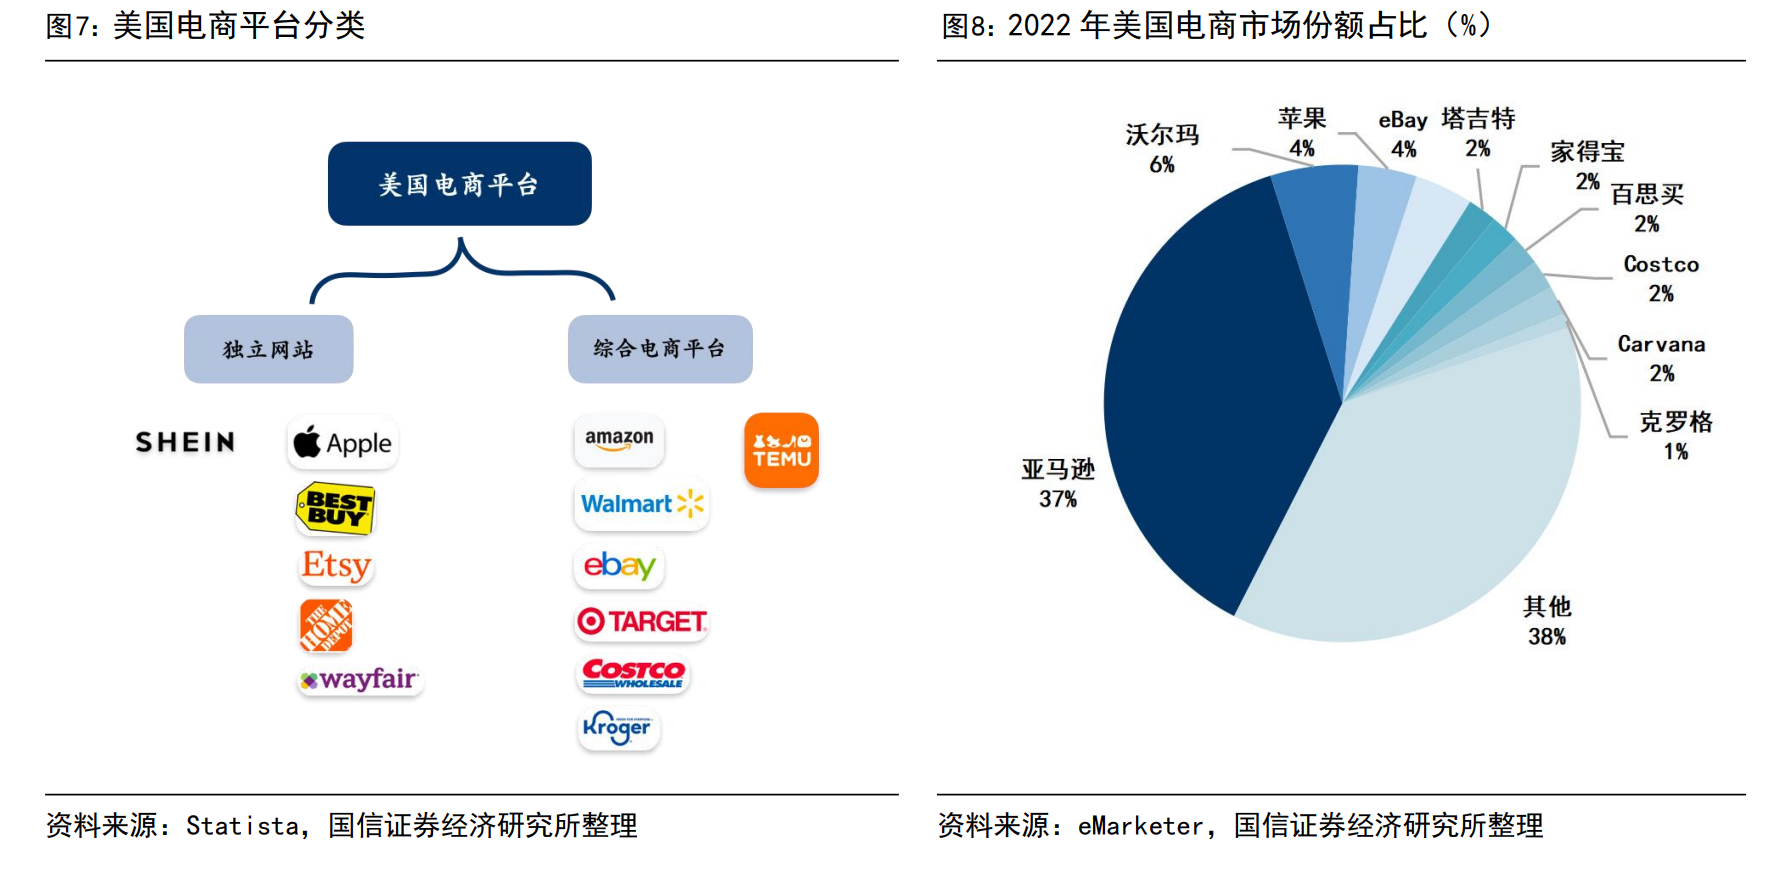 图7：美国电商平台分类
美国电商平台
独立网站
综合电商平台
SHEIN
Apple
BEST
BUY
Etsy
THE
HOME
DEPOT
wayfair
amazon
TEMU
Walmart
ebay
TARGET
COSTCO
WHOLESALE
Kroger
资料来源：Statista，国信证券经济研究所整理
图8：2022 年美国电商市场份额占比（%）
沃尔玛
6%
苹果
4%
eBay
4%
塔吉特
2%
家得宝
2%
百思买
2%
Costco
2%
Carvana
2%
克罗格
1%
亚马逊
37%
其他
38%
资料来源：eMarketer，国信证券经济研究所整理